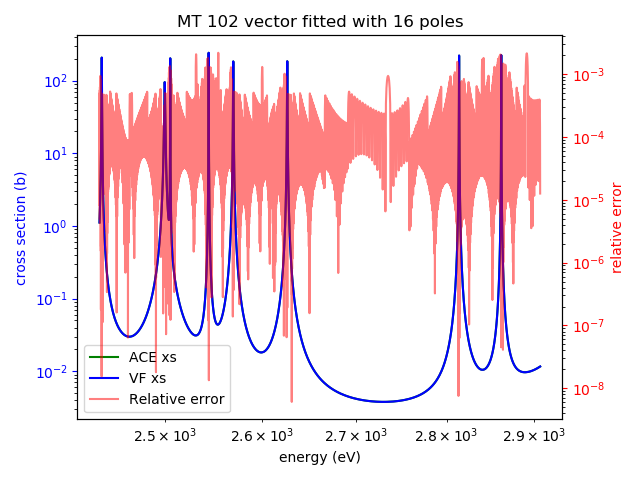 MT 102 vector fitted with 16 poles
cross section (b)
10²
10¹
10⁰
10⁻¹
10⁻²
10⁻³
10⁻⁴
10⁻⁵
10⁻⁶
10⁻⁷
10⁻⁸
relative error
ACE xs
VF xs
Relative error
2.5 × 10³ 2.6 × 10³ 2.7 × 10³ 2.8 × 10³ 2.9 × 10³
energy (eV)